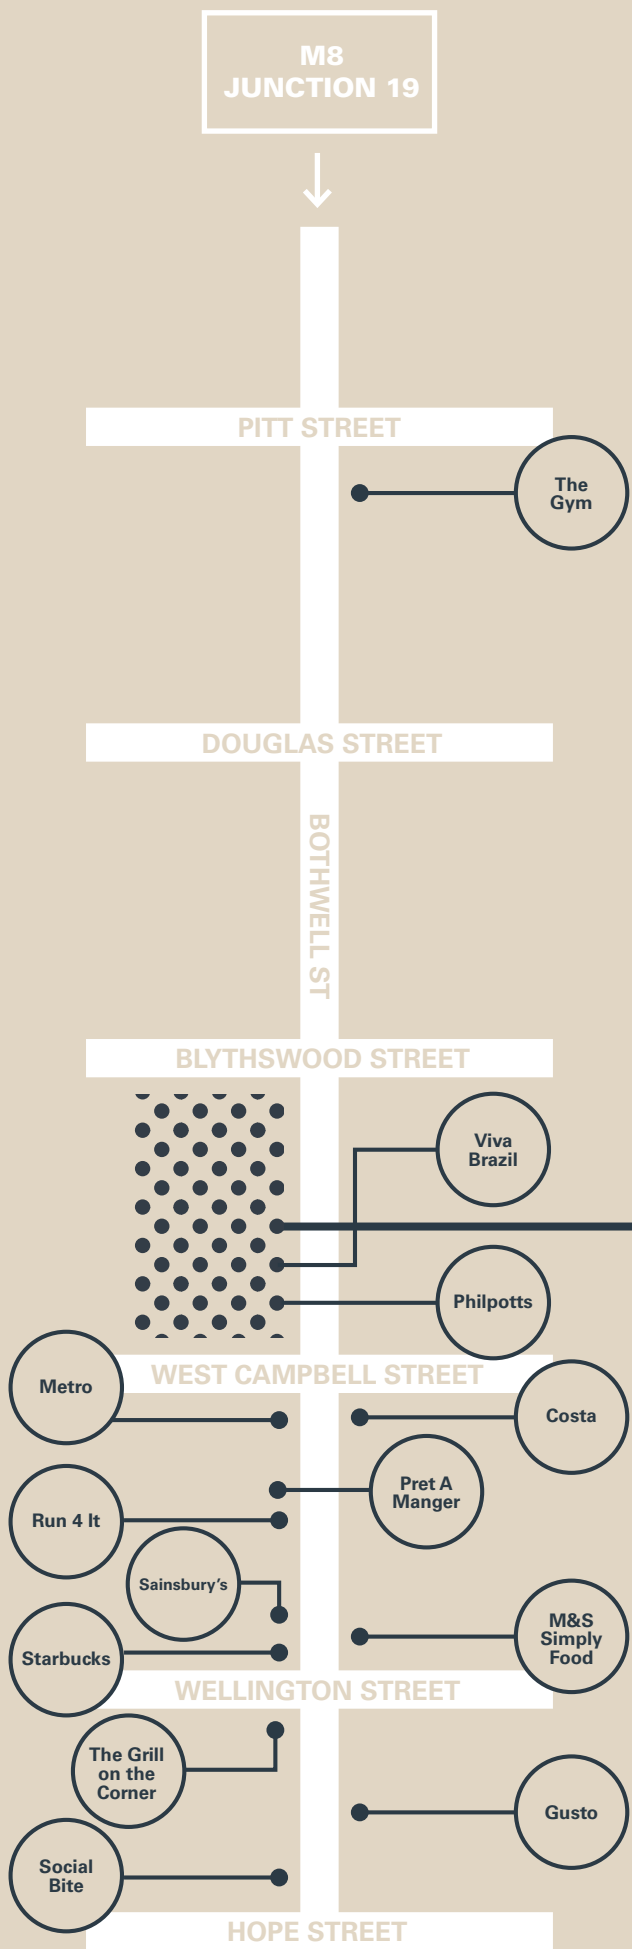 M8
JUNCTION 19
PITT STREET
The
Gym
DOUGLAS STREET
BOTHWELL ST
BLYTHSWOOD STREET
Viva
Brazil
Philpotts
WEST CAMPBELL STREET
Metro
Costa
Pret A
Manger
Run 4 It
Sainsbury's
M&S
Simply
Food
Starbucks
WELLINGTON STREET
The Grill
on the
Corner
Gusto
Social
Bite
HOPE STREET